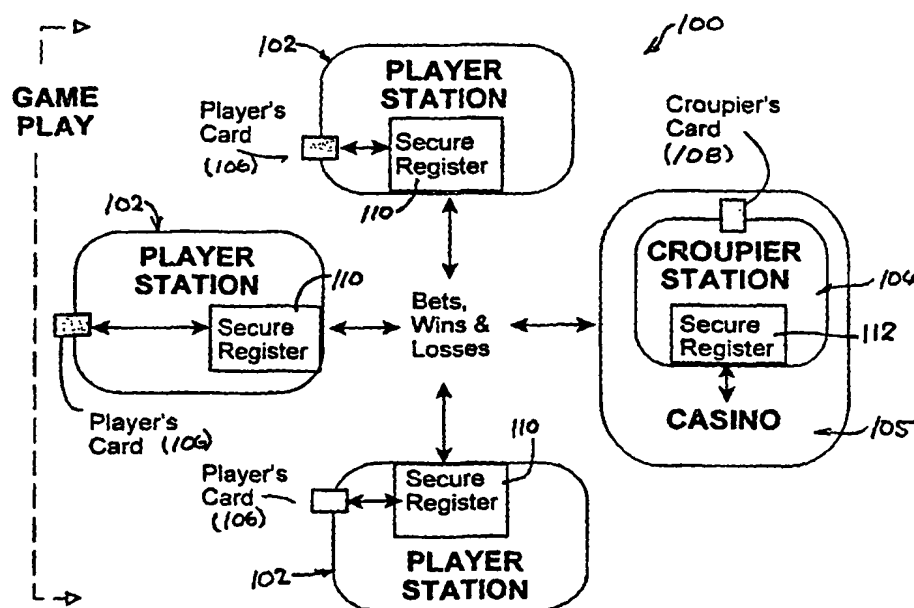 100
102
PLAYER
STATION
GAME
PLAY
Player's
Card
(106)
Secure
Register
110
Croupier's
Card
(108)
102
PLAYER
STATION
110
Secure
Register
Bets,
Wins &
Losses
CROUPIER
STATION
104
Secure
Register
112
CASINO
105
Player's
Card (106)
110
Player's
Card
(106)
Secure
Register
102
PLAYER
STATION